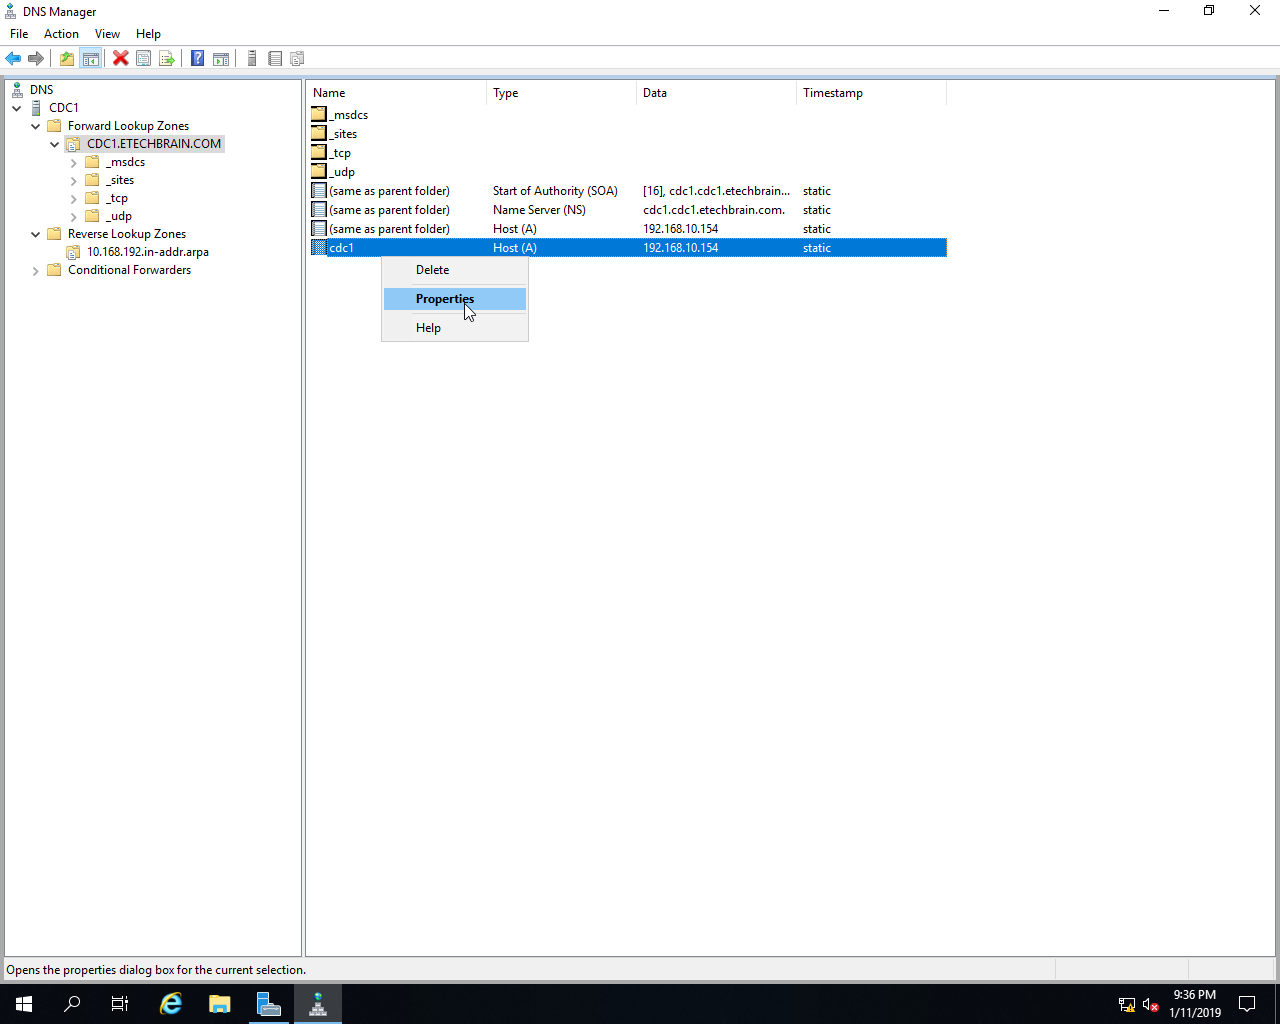 DNS Manager
File Action View Help
DNS
CDC1
Forward Lookup Zones
CDC1.ETECHBRAIN.COM
_msdcs
_sites
_tcp
_udp
Reverse Lookup Zones
10.168.192.in-addr.arpa
Conditional Forwarders
Name Type Data Timestamp
_msdcs
_sites
_tcp
_udp
(same as parent folder) Start of Authority (SOA) [16], cdc1.cdc1.etechbrain... static
(same as parent folder) Name Server (NS) cdc1.cdc1.etechbrain.com. static
(same as parent folder) Host (A) 192.168.10.154 static
cdc1 Host (A) 192.168.10.154 static
Delete
Properties
Help
Opens the properties dialog box for the current selection.
9:36 PM
1/11/2019